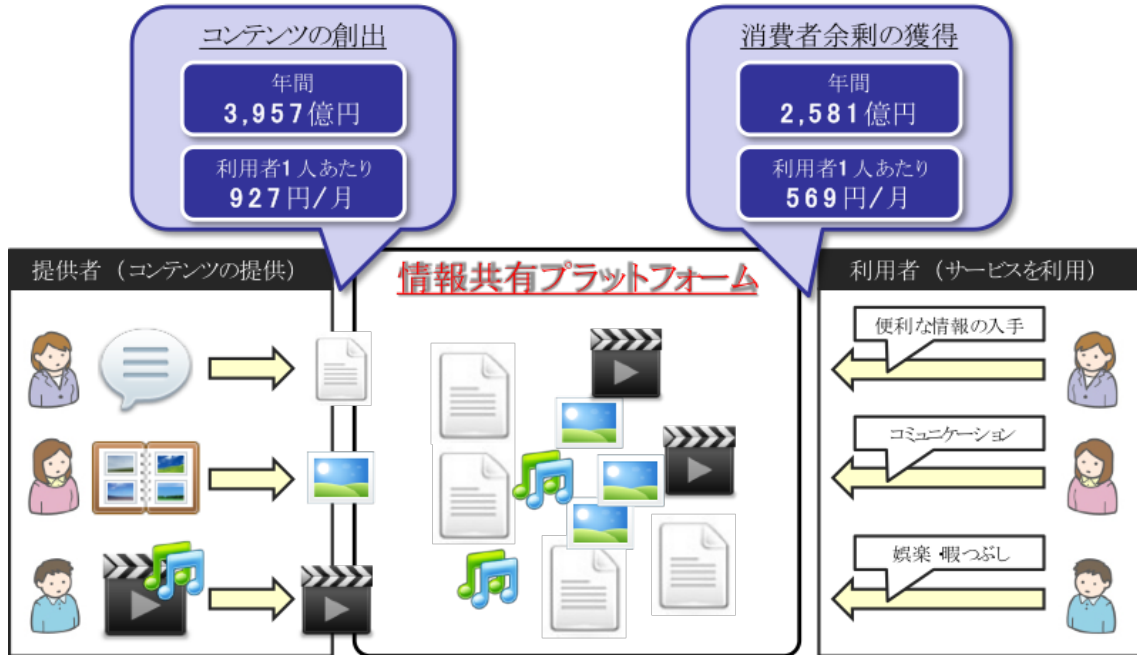 コンテンツの創出
年間
3,957億円
利用者1人あたり
927円/月
消費者余剰の獲得
年間
2,581億円
利用者1人あたり
569円/月
提供者 (コンテンツの提供)
情報共有プラットフォーム
利用者 (サービスを利用)
便利な情報の入手
コミュニケーション
娯楽・暇つぶし